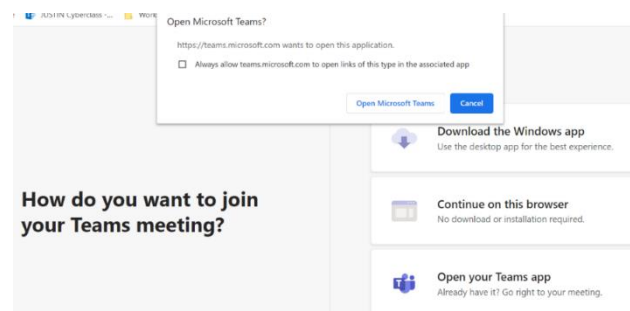 JUSTIN Cyberclass -...
Open Microsoft Teams?
https://teams.microsoft.com wants to open this application.
Always allow teams.microsoft.com to open links of this type in the associated app
Open Microsoft Teams
Cancel
How do you want to join
your Teams meeting?
Download the Windows app
Use the desktop app for the best experience.
Continue on this browser
No download or installation required.
Open your Teams app
Already have it? Go right to your meeting.